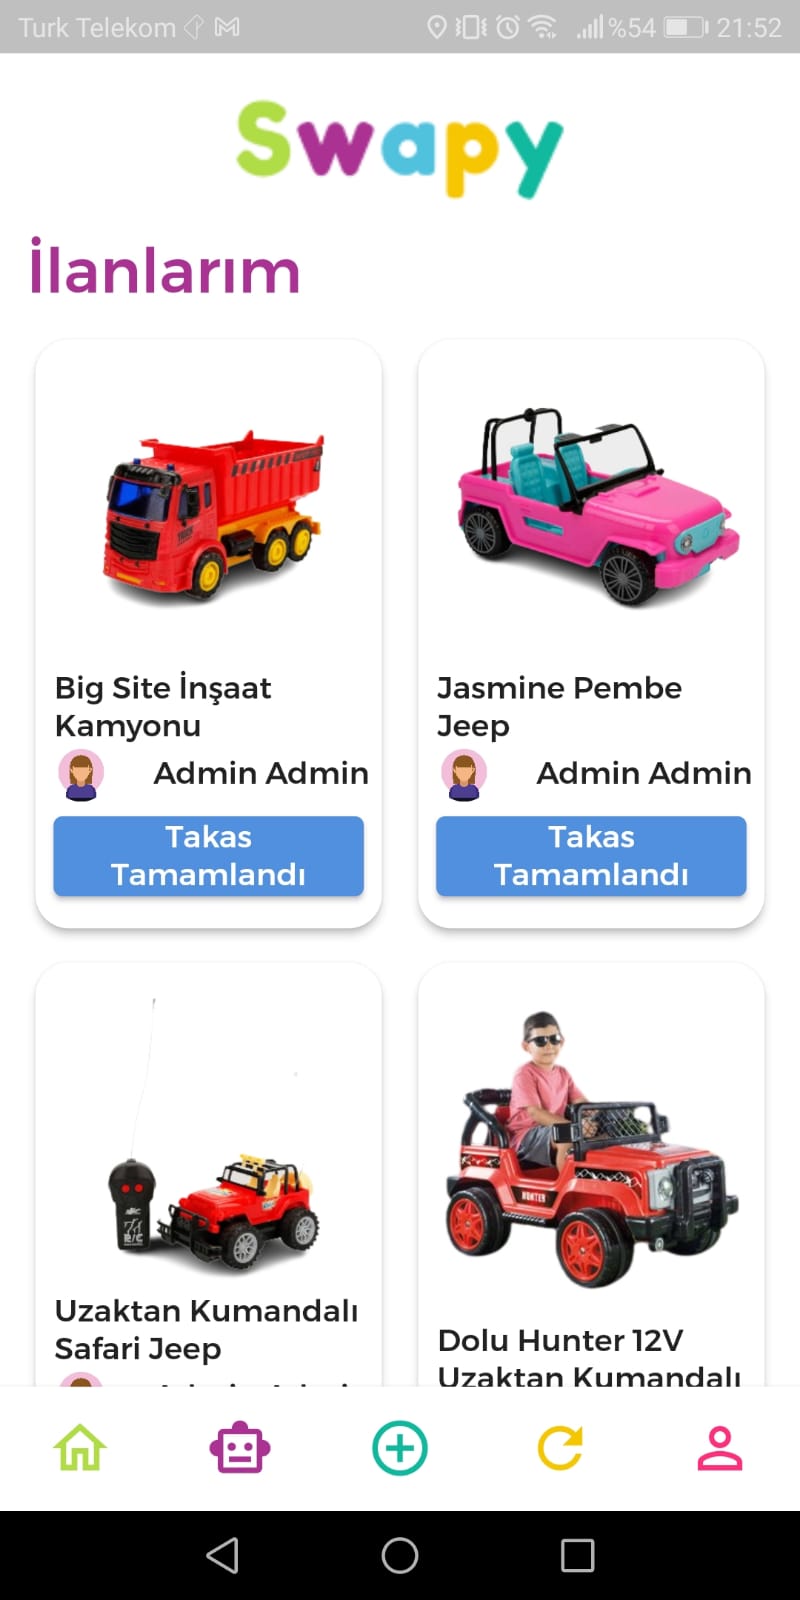 Turk Telekom
%54
21:52
Swapy
İlanlarım
Big Site İnşaat
Kamyonu
Admin Admin
Takas
Tamamlandı
Jasmine Pembe
Jeep
Admin Admin
Takas
Tamamlandı
R/C
HUNTER
Uzaktan Kumandalı
Safari Jeep
Dolu Hunter 12V
Uzaktan Kumandalı